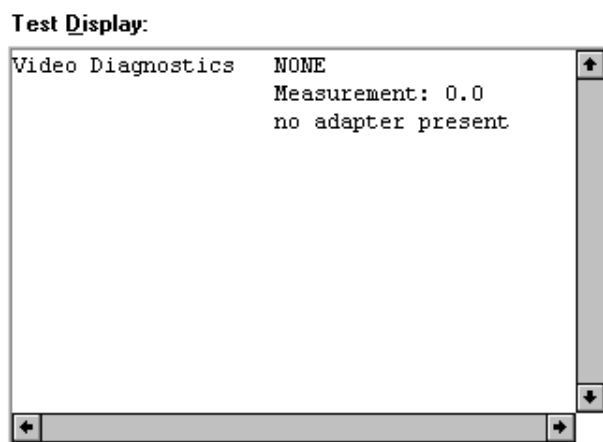 Test Display:
Video Diagnostics   NONE
Measurement: 0.0
no adapter present